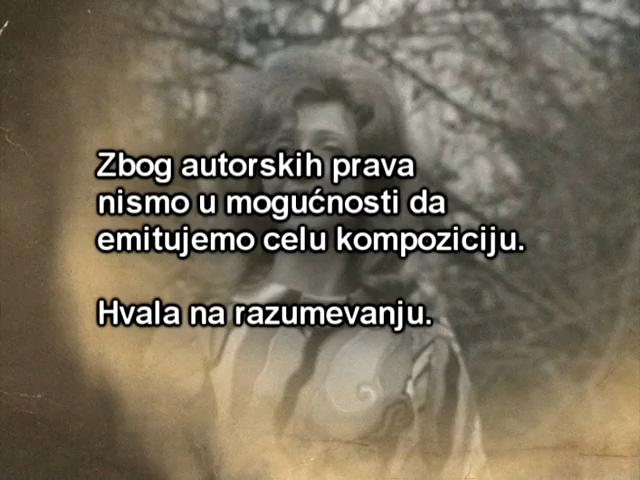 Zbog autorskih prava
nismo u mogućnosti da
emitujemo celu kompoziciju.
Hvala na razumevanju.